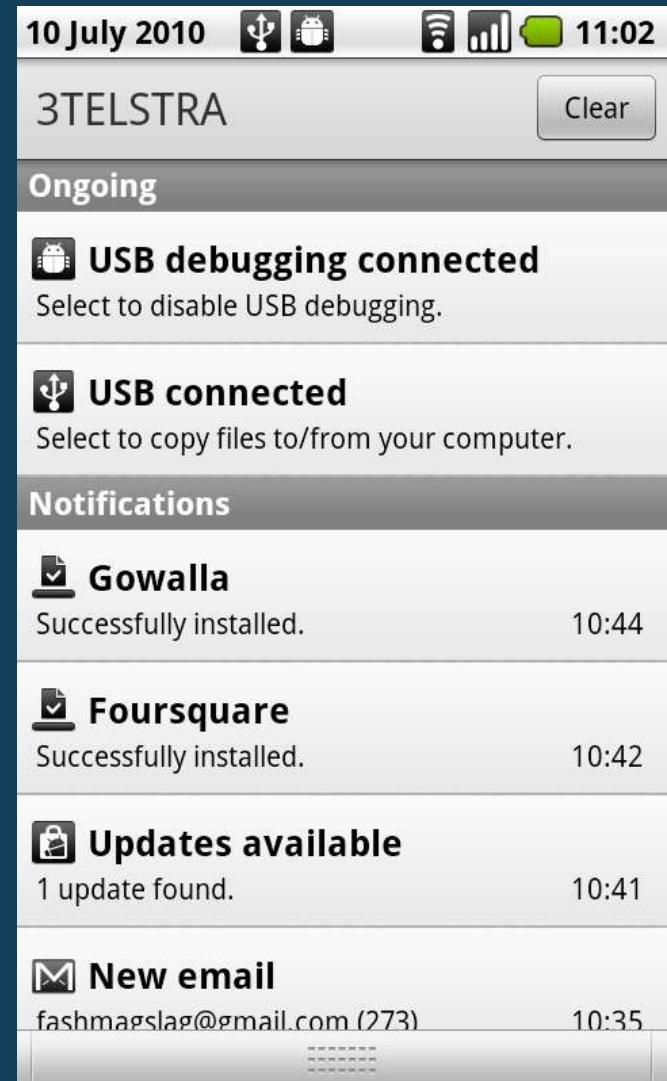 10 July 2010 11:02
3TELSTRA Clear
Ongoing
USB debugging connected
Select to disable USB debugging.
USB connected
Select to copy files to/from your computer.
Notifications
Gowalla
Successfully installed. 10:44
Foursquare
Successfully installed. 10:42
Updates available
1 update found. 10:41
New email
fashmagslag@gmail.com (273) 10:35